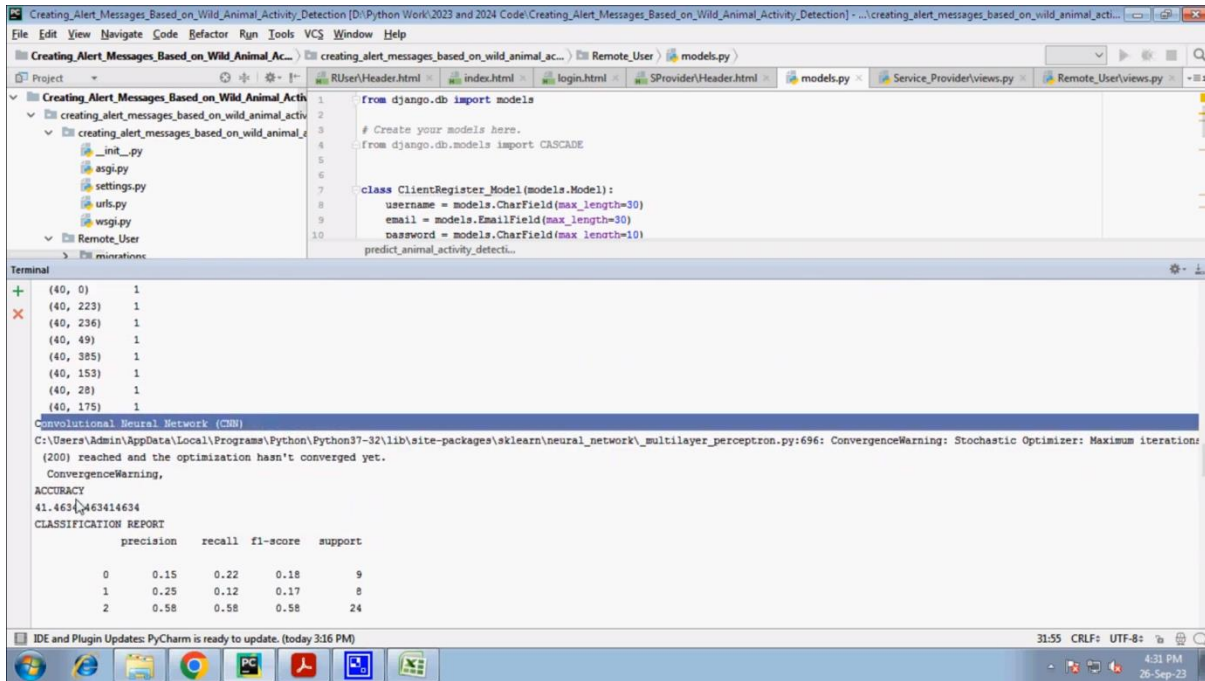 Creating_Alert_Messages_Based_on_Wild_Animal_Activity_Detection [D:\Python Work\2023 and 2024 Code\Creating_Alert_Messages_Based_on_Wild_Animal_Activity_Detection] - ...\creating_alert_messages_based_on_wild_animal_acti...
File Edit View Navigate Code Refactor Run Tools VCS Window Help
Creating_Alert_Messages_Based_on_Wild_Animal_Ac... creating_alert_messages_based_on_wild_animal_ac... Remote_User models.py
Project RUser\Header.html index.html login.html SProvider\Header.html models.py Service_Provider\views.py Remote_User\views.py
Creating_Alert_Messages_Based_on_Wild_Animal_Activ
creating_alert_messages_based_on_wild_animal_activ
creating_alert_messages_based_on_wild_animal_a
__init__.py
asgi.py
settings.py
urls.py
wsgi.py
Remote_User
migrations
1 from django.db import models
2
3 # Create your models here.
4 from django.db.models import CASCADE
5
6
7 class ClientRegister_Model(models.Model):
8 username = models.CharField(max_length=30)
9 email = models.EmailField(max_length=30)
10 password = models.CharField(max_length=10)
predict_animal_activity_detecti...
Terminal
(40, 0) 1
(40, 223) 1
(40, 236) 1
(40, 49) 1
(40, 385) 1
(40, 153) 1
(40, 28) 1
(40, 175) 1
Convolutional Neural Network (CNN)
C:\Users\Admin\AppData\Local\Programs\Python\Python37-32\lib\site-packages\sklearn\neural_network\_multilayer_perceptron.py:696: ConvergenceWarning: Stochastic Optimizer: Maximum iterations
(200) reached and the optimization hasn't converged yet.
ConvergenceWarning,
ACCURACY
41.46341463414634
CLASSIFICATION REPORT
precision recall f1-score support
0 0.15 0.22 0.18 9
1 0.25 0.12 0.17 8
2 0.58 0.58 0.58 24
IDE and Plugin Updates: PyCharm is ready to update. (today 3:16 PM) 31:55 CRLF: UTF-8:
4:31 PM
26-Sep-23